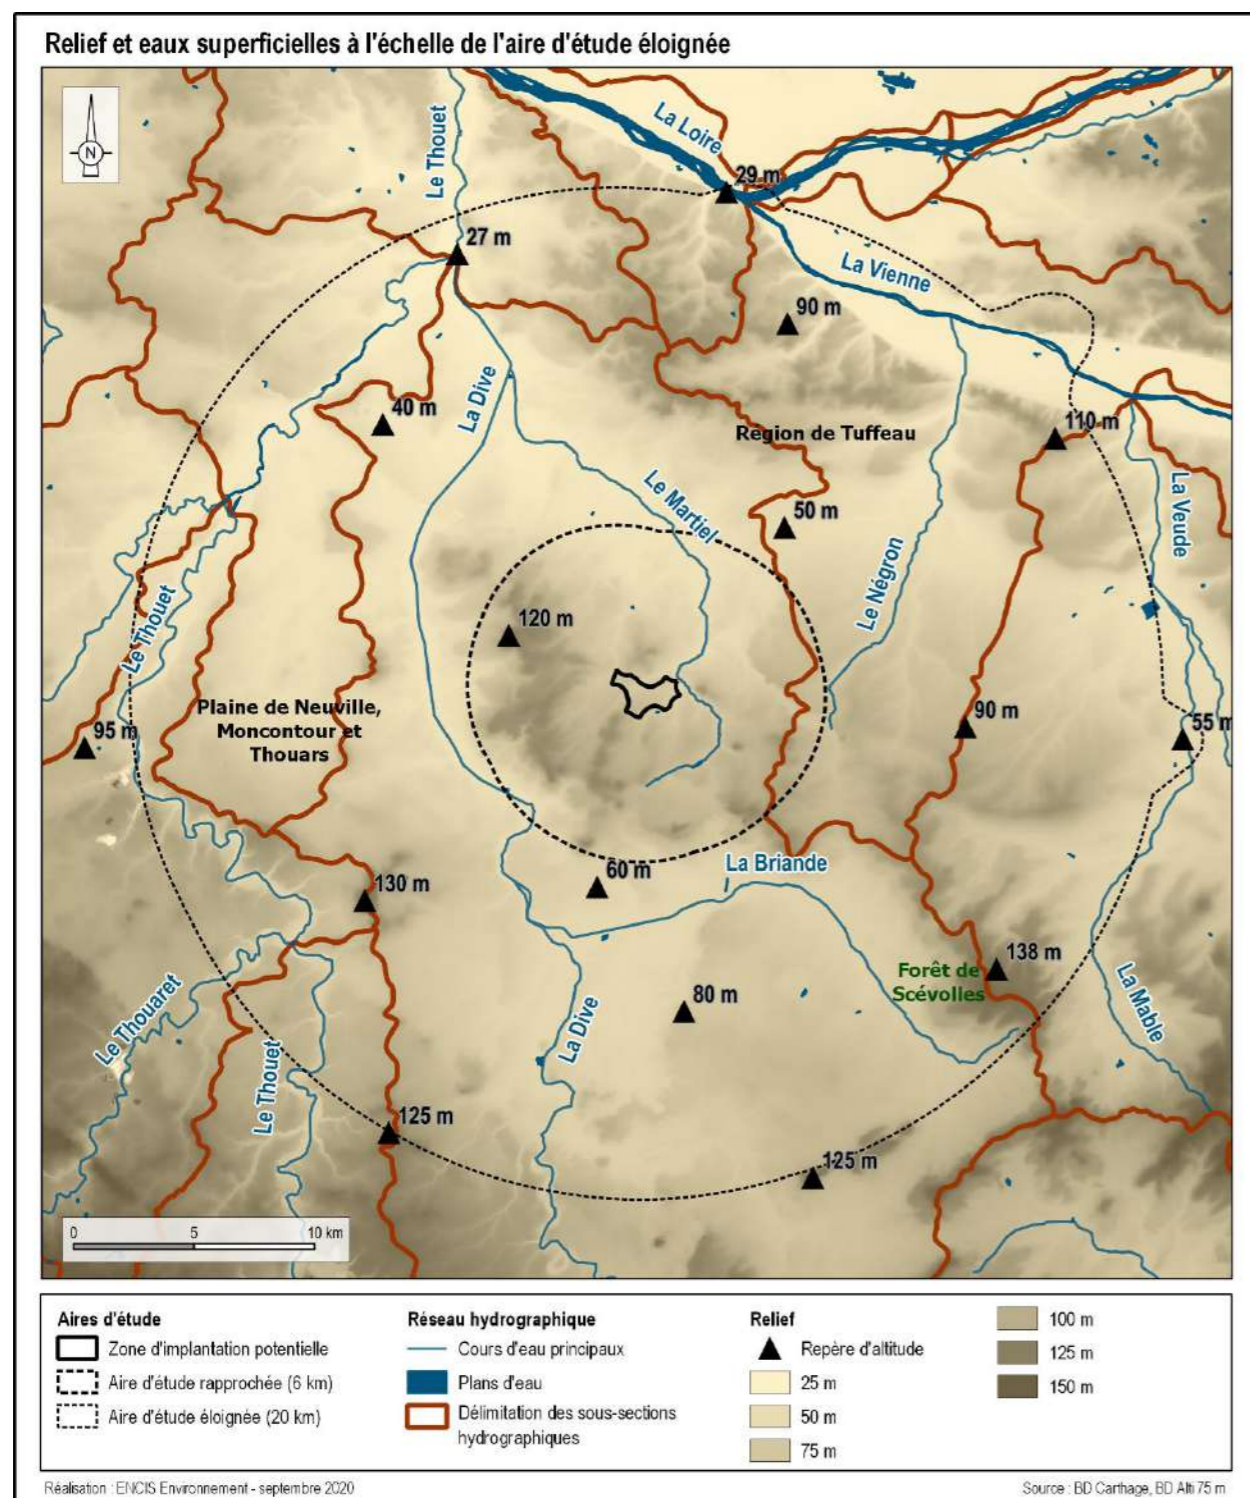 Relief et eaux superficielles à l'échelle de l'aire d'étude éloignée
N
Le Thouet
La Loire
29 m
27 m
La Vienne
90 m
La Dive
40 m
110 m
Région de Tuffeau
Le Martiel
La Veude
50 m
Le Négron
120 m
Le Thouet
Plaine de Neuville,
Moncontour et
Thouars
95 m
90 m
55 m
La Briande
60 m
130 m
138 m
Forêt de
Scévolles
80 m
La Mable
Le Thouaret
La Dive
Le Thouet
125 m
125 m
0 5 10 km
Aires d'étude
Zone d'implantation potentielle
Aire d'étude rapprochée (6 km)
Aire d'étude éloignée (20 km)
Réseau hydrographique
Cours d'eau principaux
Plans d'eau
Délimitation des sous-sections
hydrographiques
Relief
Repère d'altitude
25 m
50 m
75 m
100 m
125 m
150 m
Réalisation : ENCIS Environnement - septembre 2020
Source : BD Carthage, BD Alti 75 m